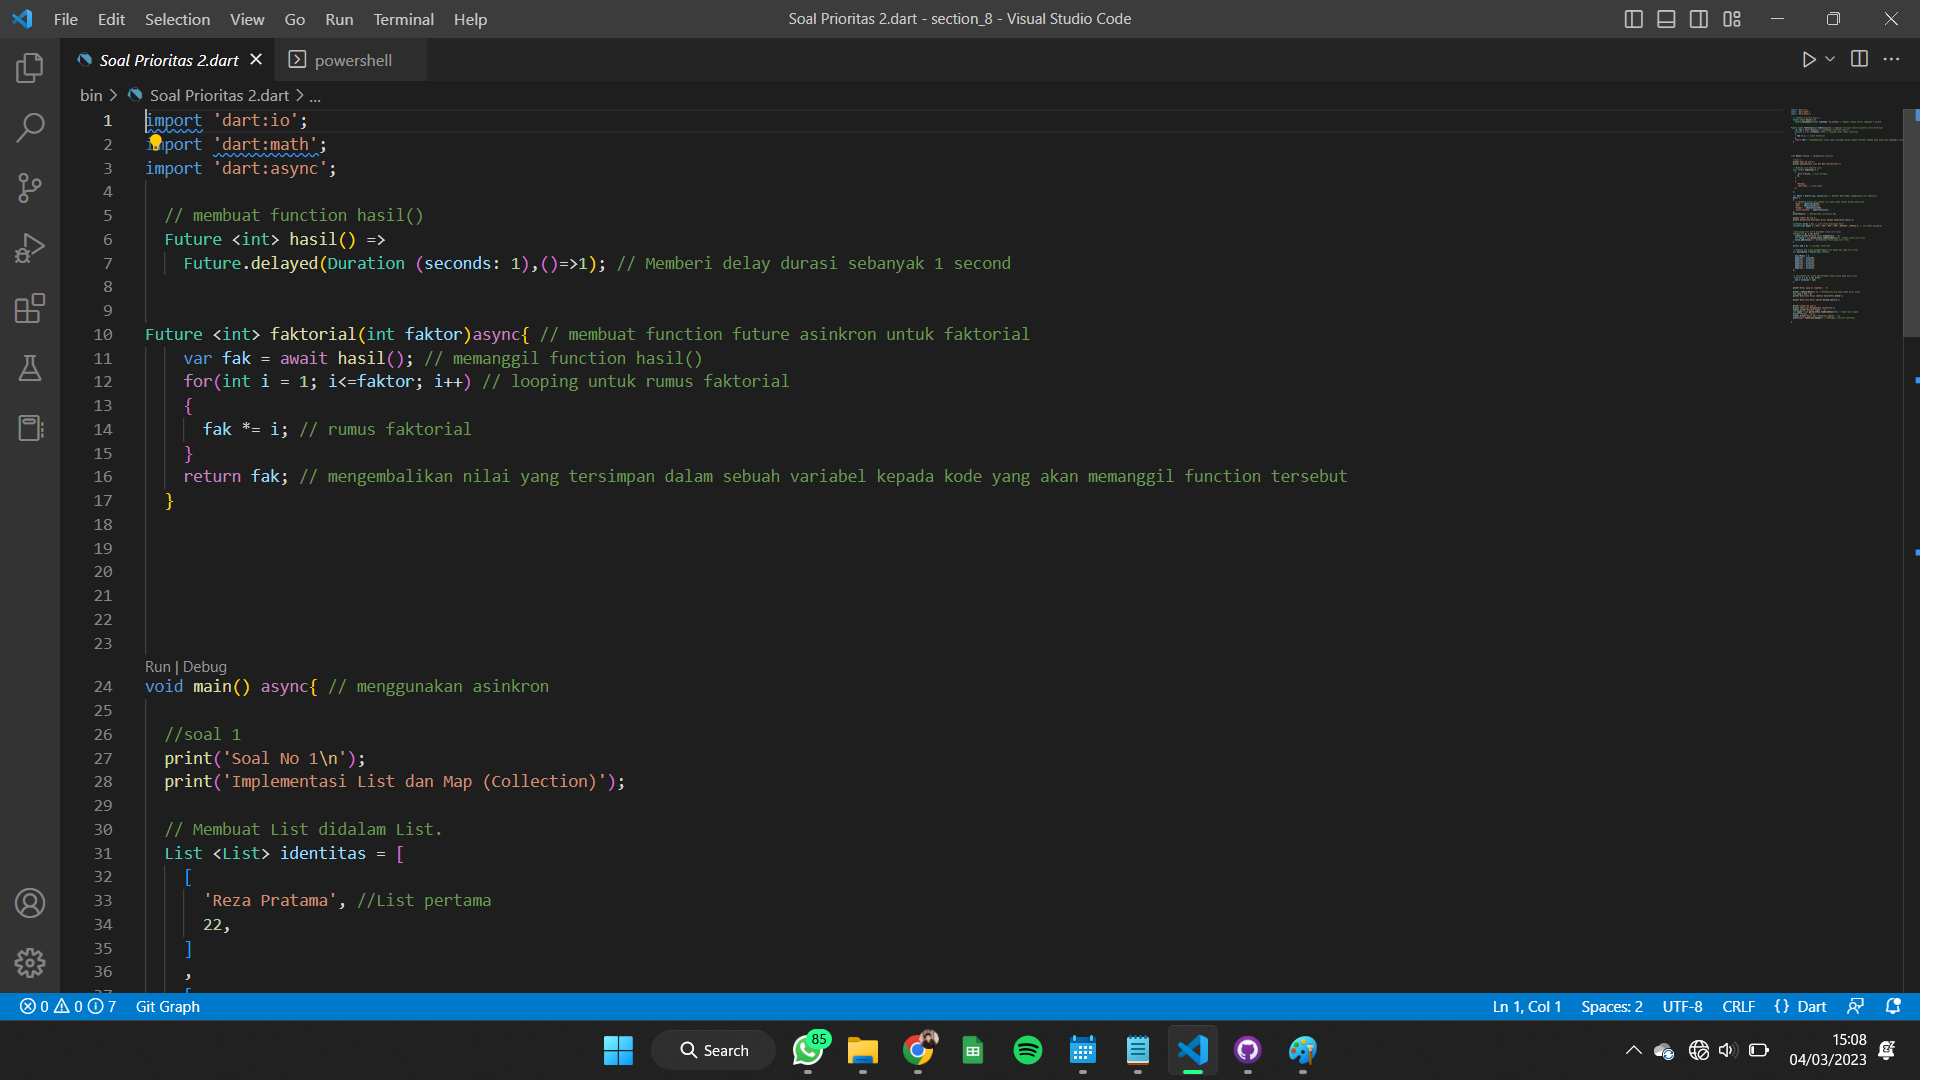 File Edit Selection View Go Run Terminal Help
Soal Prioritas 2.dart - section_8 - Visual Studio Code
Soal Prioritas 2.dart
powershell
bin > Soal Prioritas 2.dart > ...
1 import 'dart:io';
2 import 'dart:math';
3 import 'dart:async';
4
5 // membuat function hasil()
6 Future <int> hasil() =>
7 Future.delayed(Duration (seconds: 1),()=>1); // Memberi delay durasi sebanyak 1 second
8
9
10 Future <int> faktorial(int faktor)async{ // membuat function future asinkron untuk faktorial
11 var fak = await hasil(); // memanggil function hasil()
12 for(int i = 1; i<=faktor; i++) // looping untuk rumus faktorial
13 {
14 fak *= i; // rumus faktorial
15 }
16 return fak; // mengembalikan nilai yang tersimpan dalam sebuah variabel kepada kode yang akan memanggil function tersebut
17 }
18
19
20
21
22
23
Run | Debug
24 void main() async{ // menggunakan asinkron
25
26 //soal 1
27 print('Soal No 1\n');
28 print('Implementasi List dan Map (Collection)');
29
30 // Membuat List didalam List.
31 List <List> identitas = [
32 [
33 'Reza Pratama', //List pertama
34 22,
35 ]
36 ,
0 0 7 Git Graph
Ln 1, Col 1 Spaces: 2 UTF-8 CRLF {} Dart
Search
85
15:08
04/03/2023